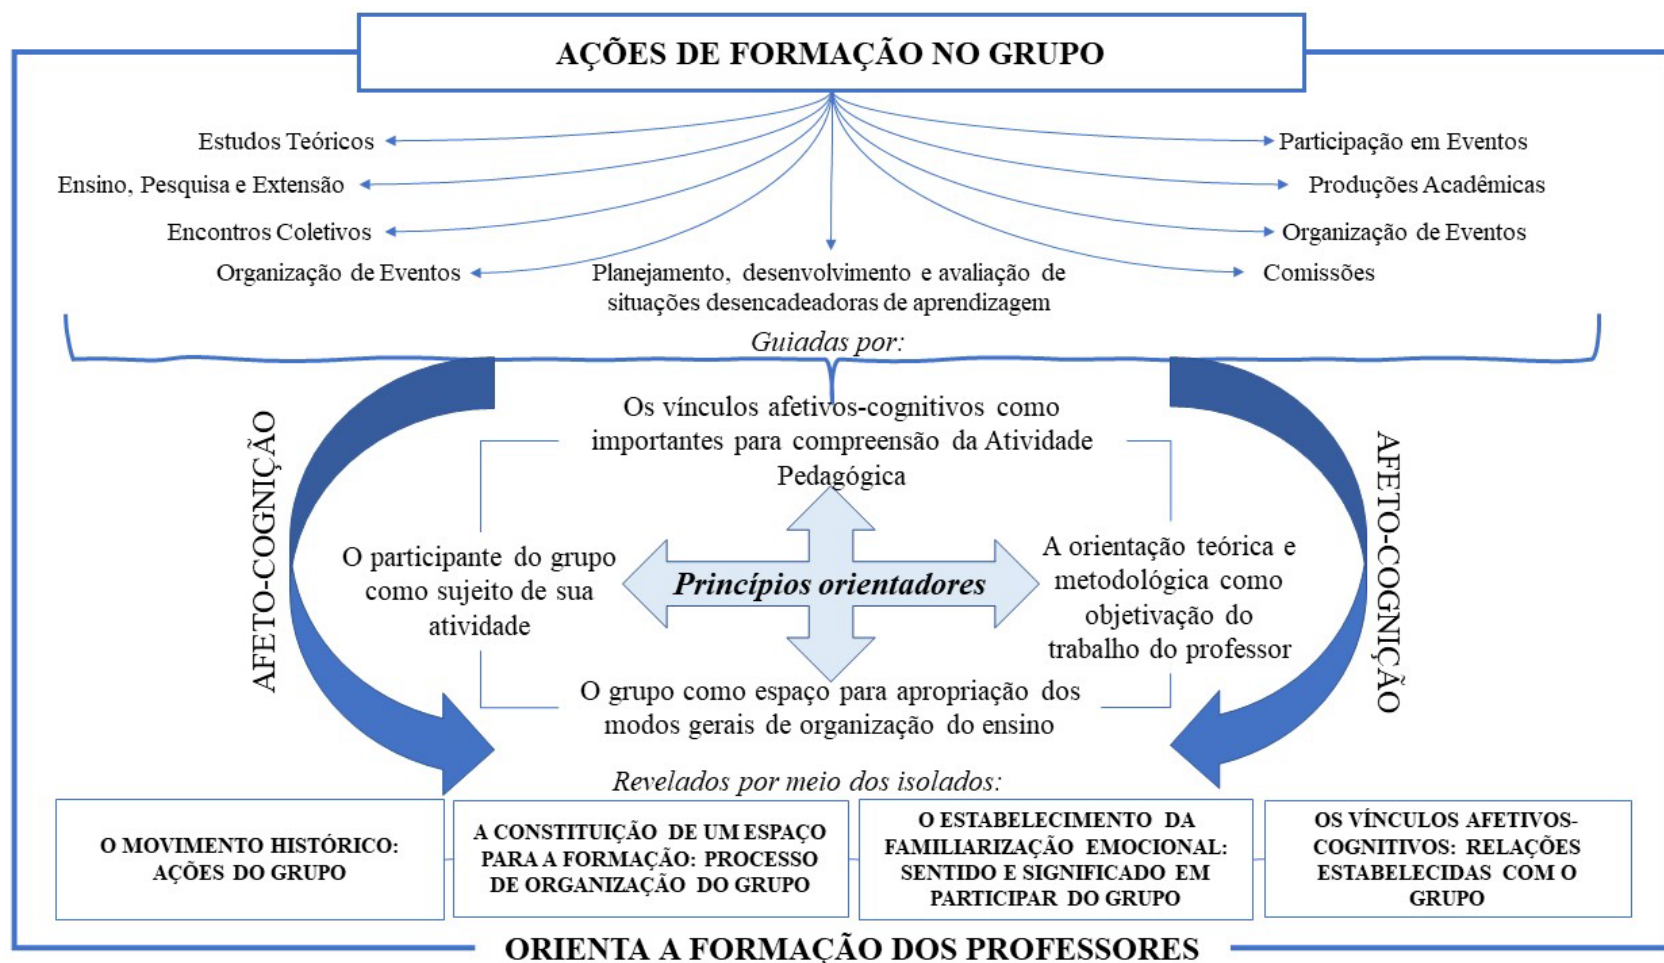 AÇÕES DE FORMAÇÃO NO GRUPO
Estudos Teóricos
Ensino, Pesquisa e Extensão
Encontros Coletivos
Organização de Eventos
Planejamento, desenvolvimento e avaliação de
situações desencadeadoras de aprendizagem
Participação em Eventos
Produções Acadêmicas
Organização de Eventos
Comissões
Guiadas por:
AFETO-COGNIÇÃO
Os vínculos afetivos-cognitivos como
importantes para compreensão da Atividade
Pedagógica
O participante do grupo
como sujeito de sua
atividade
Princípios orientadores
A orientação teórica e
metodológica como
objetivação do
trabalho do professor
O grupo como espaço para apropriação dos
modos gerais de organização do ensino
AFETO-COGNIÇÃO
Revelados por meio dos isolados:
O MOVIMENTO HISTÓRICO:
AÇÕES DO GRUPO
A CONSTITUIÇÃO DE UM ESPAÇO
PARA A FORMAÇÃO: PROCESSO
DE ORGANIZAÇÃO DO GRUPO
O ESTABELECIMENTO DA
FAMILIARIZAÇÃO EMOCIONAL:
SENTIDO E SIGNIFICADO EM
PARTICIPAR DO GRUPO
OS VÍNCULOS AFETIVOS-
COGNITIVOS: RELAÇÕES
ESTABELECIDAS COM O
GRUPO
ORIENTA A FORMAÇÃO DOS PROFESSORES